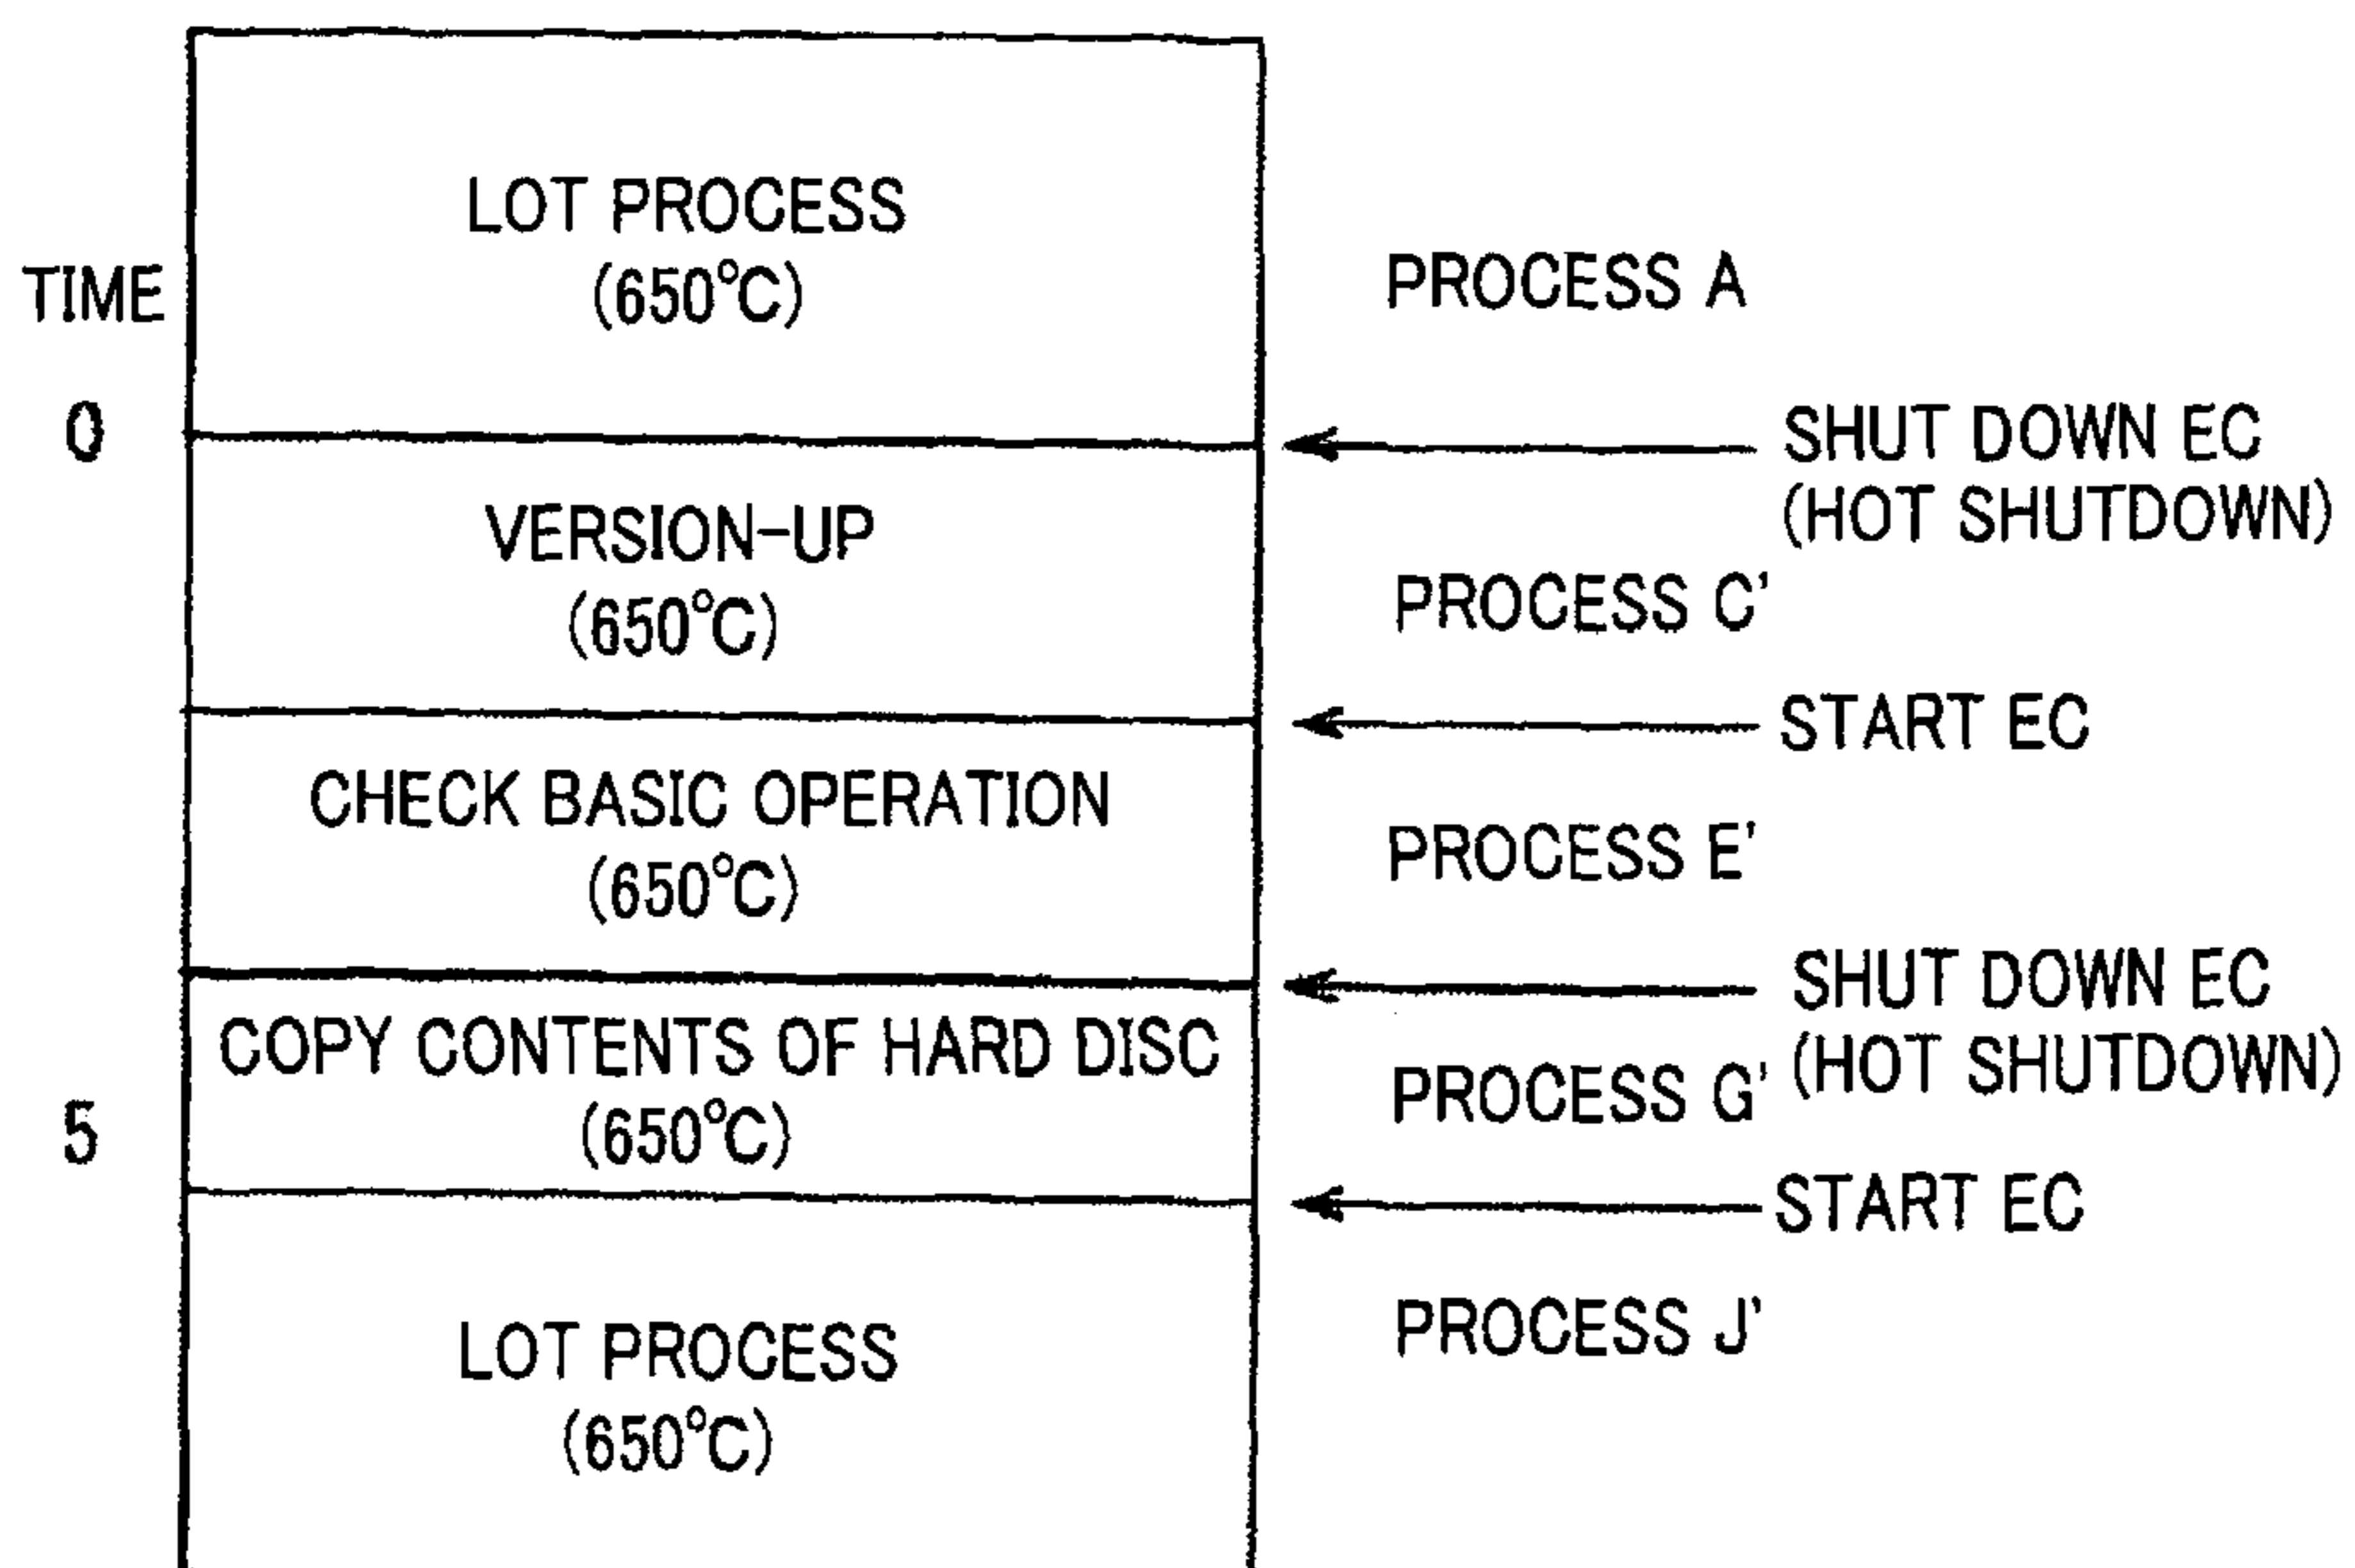 LOT PROCESS
(650°C)
TIME
PROCESS A
0
SHUT DOWN EC
(HOT SHUTDOWN)
VERSION-UP
(650°C)
PROCESS C'
START EC
CHECK BASIC OPERATION
(650°C)
PROCESS E'
SHUT DOWN EC
(HOT SHUTDOWN)
COPY CONTENTS OF HARD DISC
(650°C)
PROCESS G'
5
START EC
PROCESS J'
LOT PROCESS
(650°C)